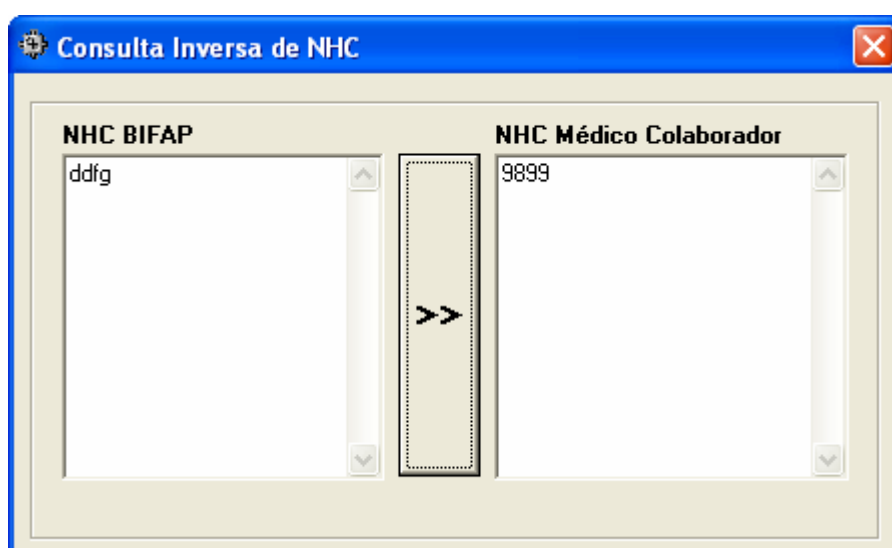 Consulta Inversa de NHC
NHC BIFAP
NHC Médico Colaborador
ddfg
9899
>>